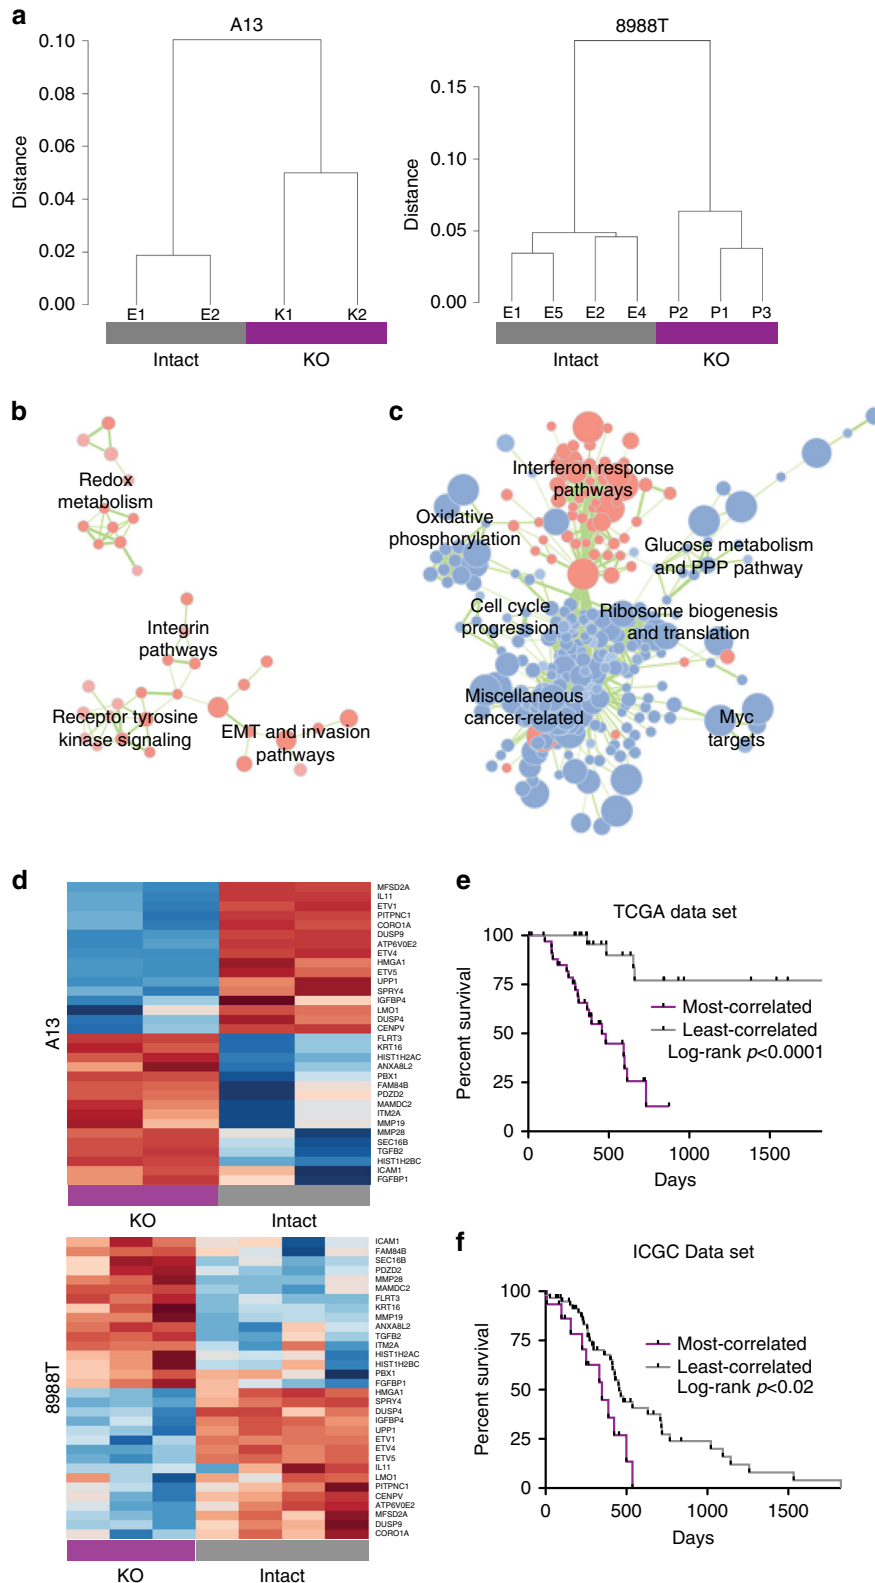 a
A13
8988T
Distance
0.10
0.08
0.06
0.04
0.02
0.00
E1 E2 K1 K2
Intact KO
Distance
0.15
0.10
0.05
0.00
E1 E5 E2 E4 P2 P1 P3
Intact KO
b
Redox
metabolism
Integrin
pathways
Receptor tyrosine
kinase signaling
EMT and invasion
pathways
c
Interferon response
pathways
Oxidative
phosphorylation
Glucose metabolism
and PPP pathway
Cell cycle
progression
Ribosome biogenesis
and translation
Miscellaneous
cancer-related
Myc
targets
d
A13
MFSD2A
IL11
ETV1
PITPNC1
CORO1A
DUSP9
ATP6V0E2
ETV4
HMGA1
ETV5
UPP1
SPRY4
IGFBP4
LMO1
DUSP4
CENPV
FLRT3
KRT16
HIST1H2AC
ANXA8L2
PBX1
FAM84B
PDZD2
MAMDC2
ITM2A
MMP19
MMP28
SEC16B
TGFB2
HIST1H2BC
ICAM1
FGFBP1
KO Intact
8988T
ICAM1
FAM84B
SEC16B
PDZD2
MMP28
MAMDC2
FLRT3
KRT16
MMP19
ANXA8L2
TGFB2
ITM2A
HIST1H2AC
HIST1H2BC
PBX1
FGFBP1
HMGA1
SPRY4
DUSP4
IGFBP4
UPP1
ETV1
ETV4
ETV5
IL11
LMO1
PITPNC1
CENPV
ATP6V0E2
MFSD2A
DUSP9
CORO1A
KO Intact
e
TCGA data set
Percent survival
100
75
50
25
0
Most-correlated
Least-correlated
Log-rank p<0.0001
0 500 1000 1500
Days
f
ICGC Data set
Percent survival
100
75
50
25
0
Most-correlated
Least-correlated
Log-rank p<0.02
0 500 1000 1500
Days